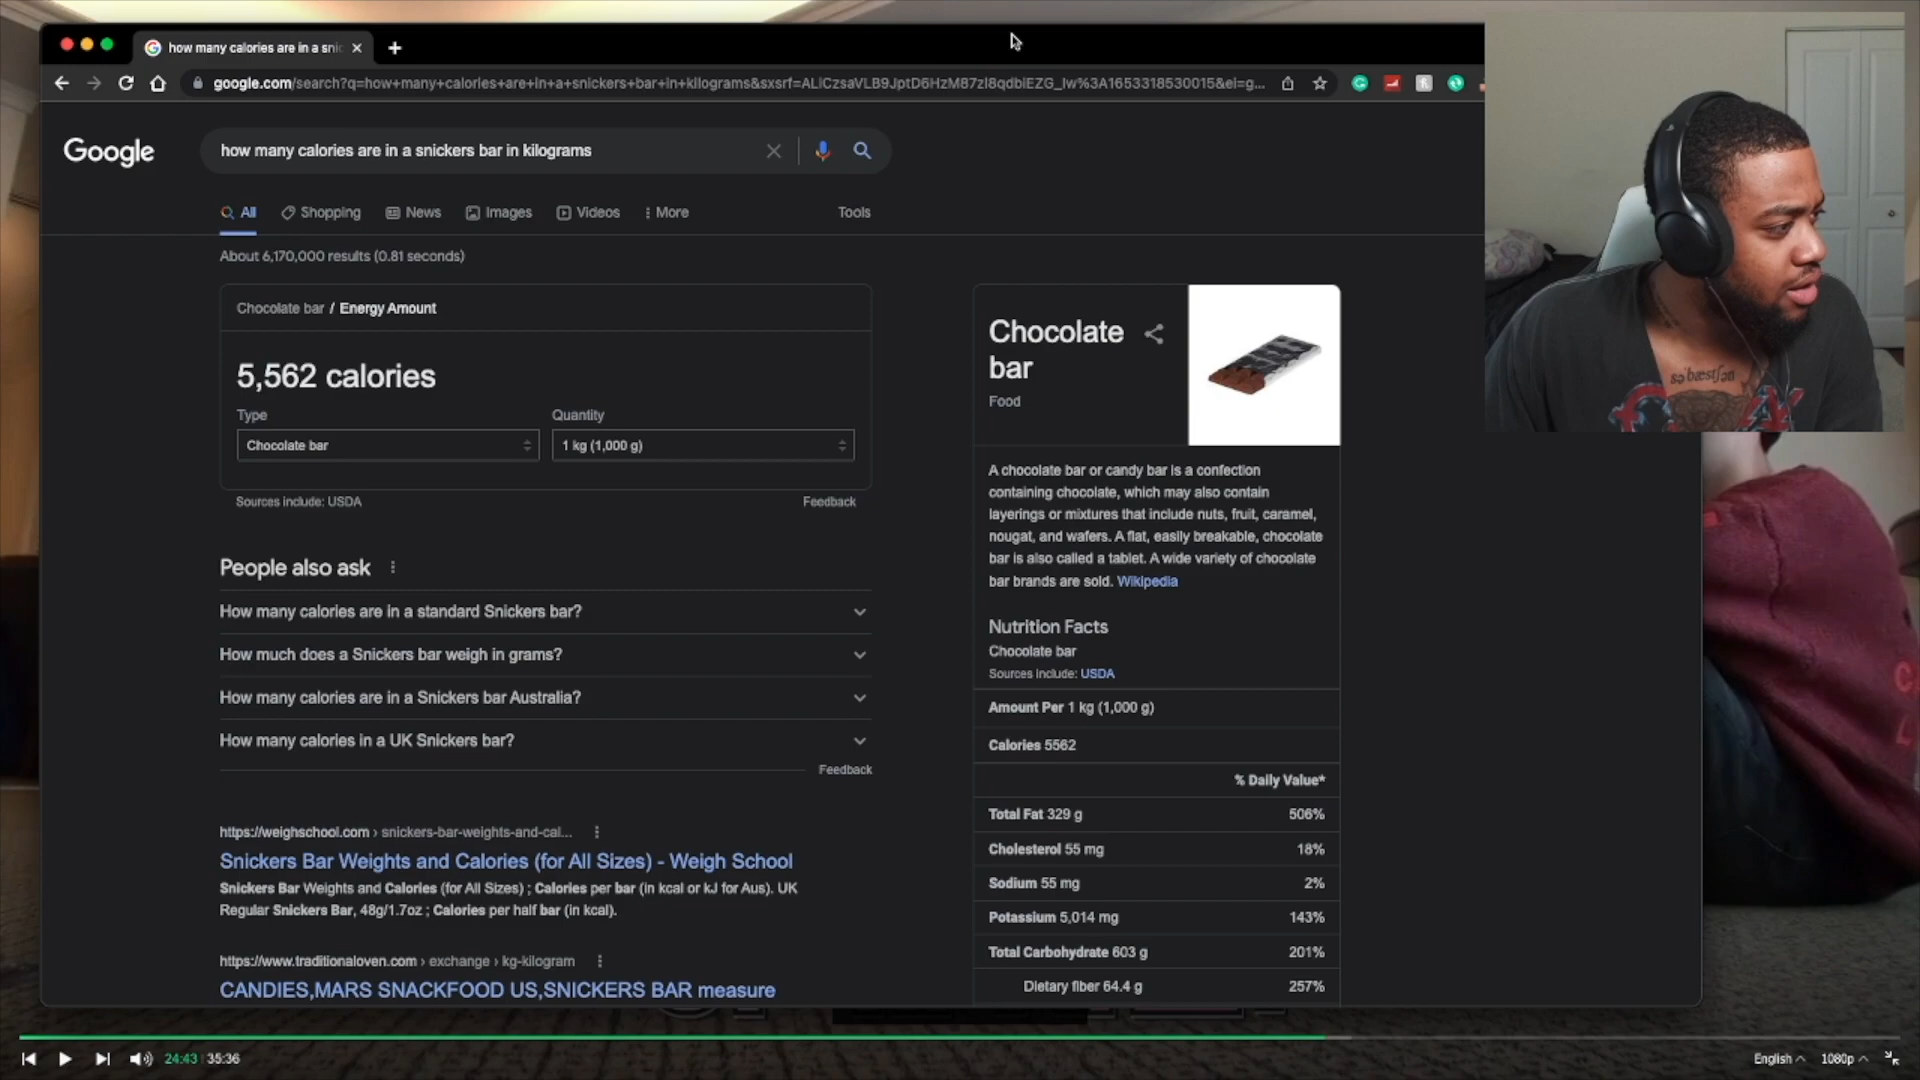 how many calories are in a sni
google.com/search?q=how+many+calories+are+in+a+snickers+bar+in+kilograms&sxsrf=ALiCzsaVLB9JptD6HzM87zI8qdbiEZG_lw%3A1653318530015&ei=g...
Google
how many calories are in a snickers bar in kilograms
All
Shopping
News
Images
Videos
More
Tools
About 6,170,000 results (0.81 seconds)
Chocolate bar / Energy Amount
5,562 calories
Type
Quantity
Chocolate bar
1 kg (1,000 g)
Sources include: USDA
Feedback
People also ask
How many calories are in a standard Snickers bar?
How much does a Snickers bar weigh in grams?
How many calories are in a Snickers bar Australia?
How many calories in a UK Snickers bar?
Feedback
https://weighschool.com › snickers-bar-weights-and-cal...
Snickers Bar Weights and Calories (for All Sizes) - Weigh School
Snickers Bar Weights and Calories (for All Sizes) ; Calories per bar (in kcal or kJ for Aus). UK
Regular Snickers Bar, 48g/1.7oz ; Calories per half bar (in kcal).
https://www.traditionaloven.com › exchange › kg-kilogram
CANDIES,MARS SNACKFOOD US,SNICKERS BAR measure
Chocolate
bar
Food
A chocolate bar or candy bar is a confection
containing chocolate, which may also contain
layerings or mixtures that include nuts, fruit, caramel,
nougat, and wafers. A flat, easily breakable, chocolate
bar is also called a tablet. A wide variety of chocolate
bar brands are sold. Wikipedia
Nutrition Facts
Chocolate bar
Sources include: USDA
Amount Per 1 kg (1,000 g)
Calories 5562
% Daily Value*
Total Fat 329 g 506%
Cholesterol 55 mg 18%
Sodium 55 mg 2%
Potassium 5,014 mg 143%
Total Carbohydrate 603 g 201%
Dietary fiber 64.4 g 257%
24:43 35:36
English
1080p